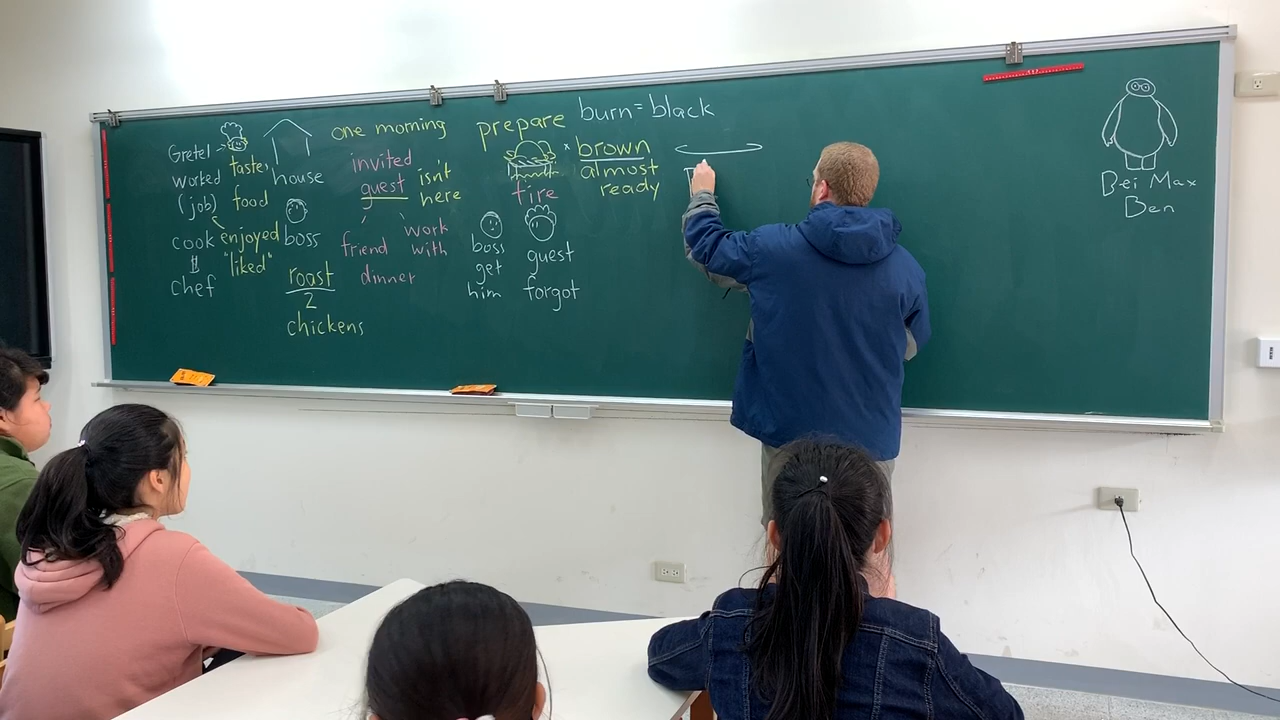 Gretel
worked
(job)
cook
chef
taste,
food
enjoyed
"liked"
house
boss
roast
2
chickens
one morning
invited
guest
isn't
here
friend
work
with
dinner
prepare
fire
boss
get
him
guest
forgot
burn = black
x brown
almost
ready
Bei Max
Ben